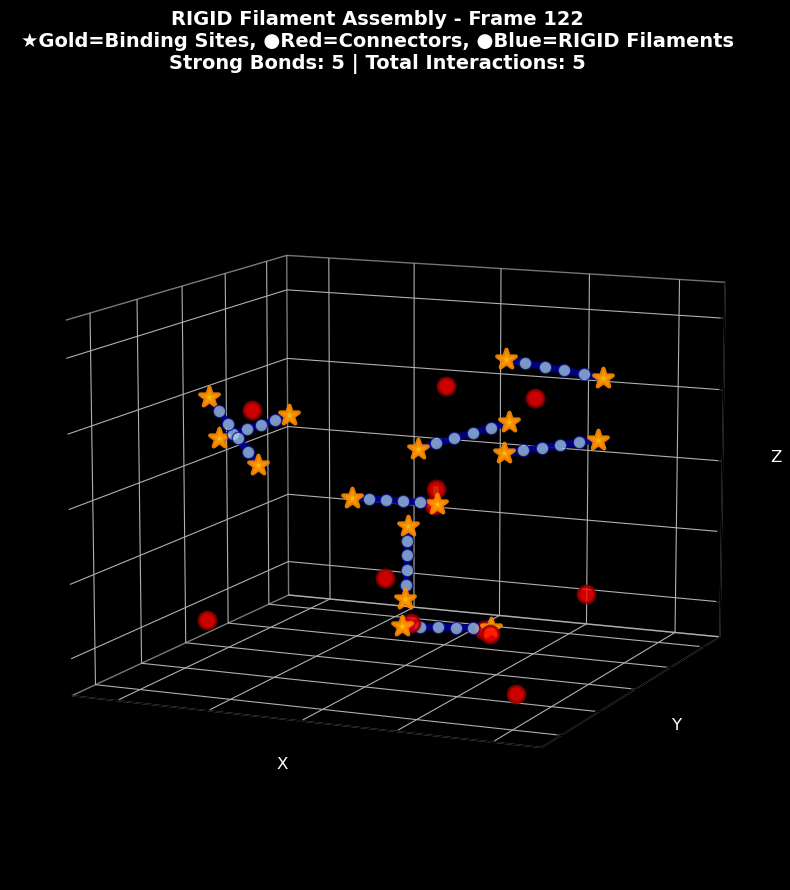 RIGID Filament Assembly - Frame 122
★Gold=Binding Sites, ●Red=Connectors, ●Blue=RIGID Filaments
Strong Bonds: 5 | Total Interactions: 5
Z
Y
X